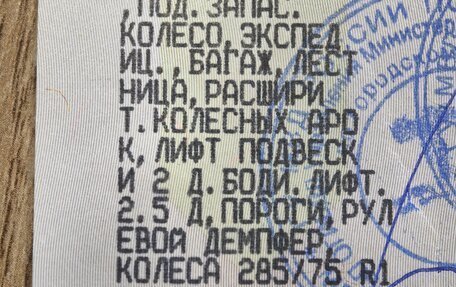 ,ПОД.ЗАПАС.
КОЛЕСО,ЭКСПЕД
ИЦ.,БАГАЖ,ЛЕСТ
НИЦА,РАСШИРИ
Т.КОЛЕСНЫХ АРО
К,ЛИФТ ПОДВЕСК
И 2 Д.БОДИ.ЛИФТ.
2.5 Д,ПОРОГИ,РУЛ
ЕВОЙ ДЕМПФЕР,
КОЛЕСА 285/75 R1